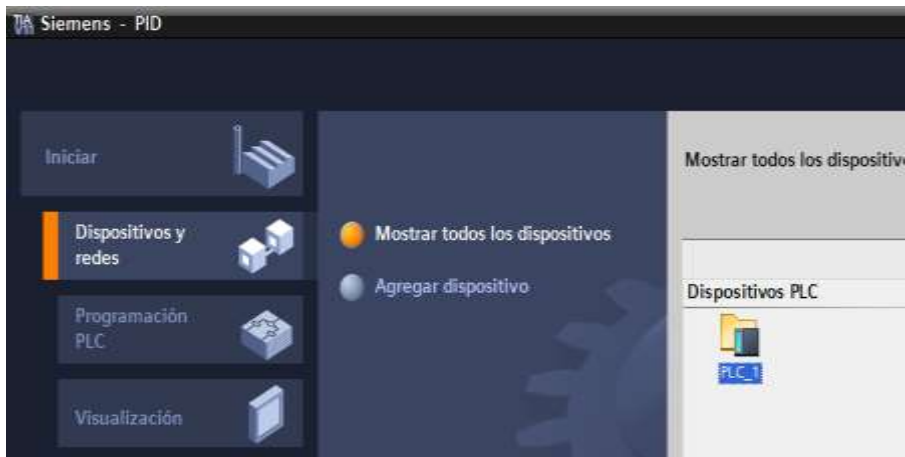 TIA
Siemens - PID
Iniciar
Mostrar todos los dispositiv
Dispositivos y
redes
Mostrar todos los dispositivos
Agregar dispositivo
Dispositivos PLC
Programación
PLC
PLC_1
Visualización